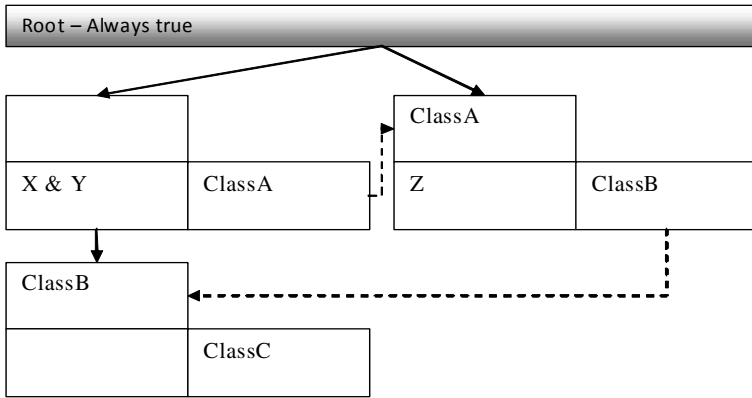 Root – Always true
ClassA
X & Y
ClassA
Z
ClassB
ClassB
ClassC